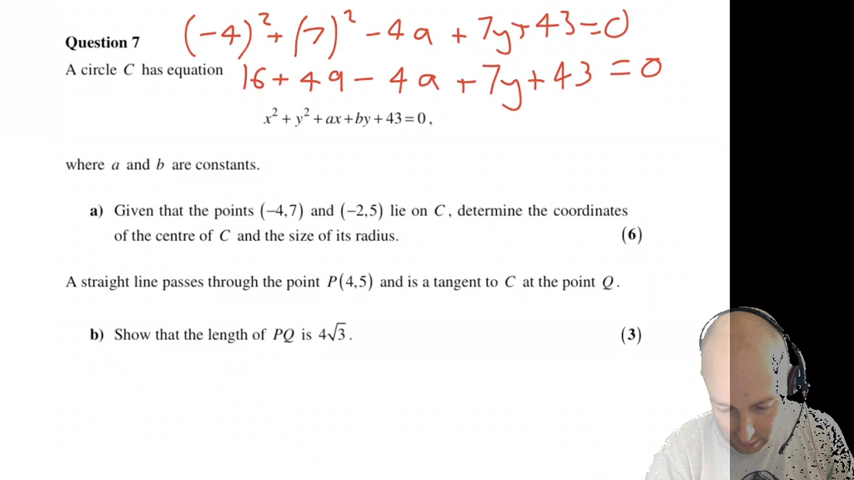 (-4)² + (7)² - 4a + 7y + 43 = 0
Question 7
16 + 49 - 4a + 7y + 43 = 0
A circle C has equation
x² + y² + ax + by + 43 = 0,
where a and b are constants.
a) Given that the points (−4,7) and (−2,5) lie on C, determine the coordinates
of the centre of C and the size of its radius. (6)
A straight line passes through the point P(4,5) and is a tangent to C at the point Q.
b) Show that the length of PQ is 4√3. (3)